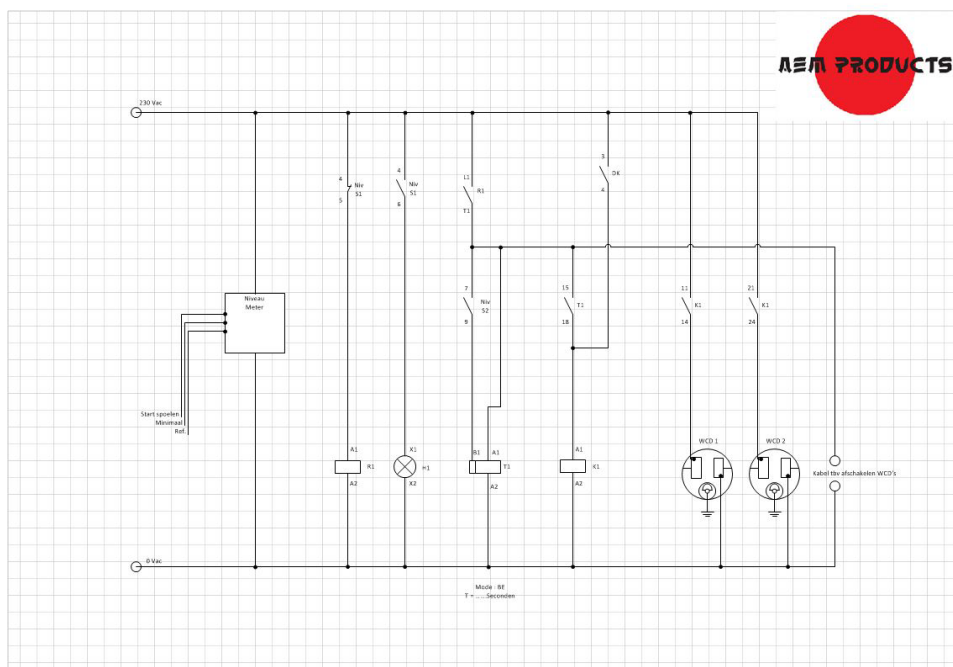 AEM PRODUCTS
230 Vac
3
DK
4
4
Niv
S1
5
4
Niv
S1
6
11
R1
T1
7
Niv
S2
9
15
T1
18
11
K1
14
21
K1
24
Niveau
Meter
Start spoelen
Minimaal
Ref.
A1
R1
A2
X1
H1
X2
B1
A1
T1
A2
A1
K1
A2
WCD 1
WCD 2
Kabel tbv afschakelen WCD's
0 Vac
Mode : BE
T = ......Seconden